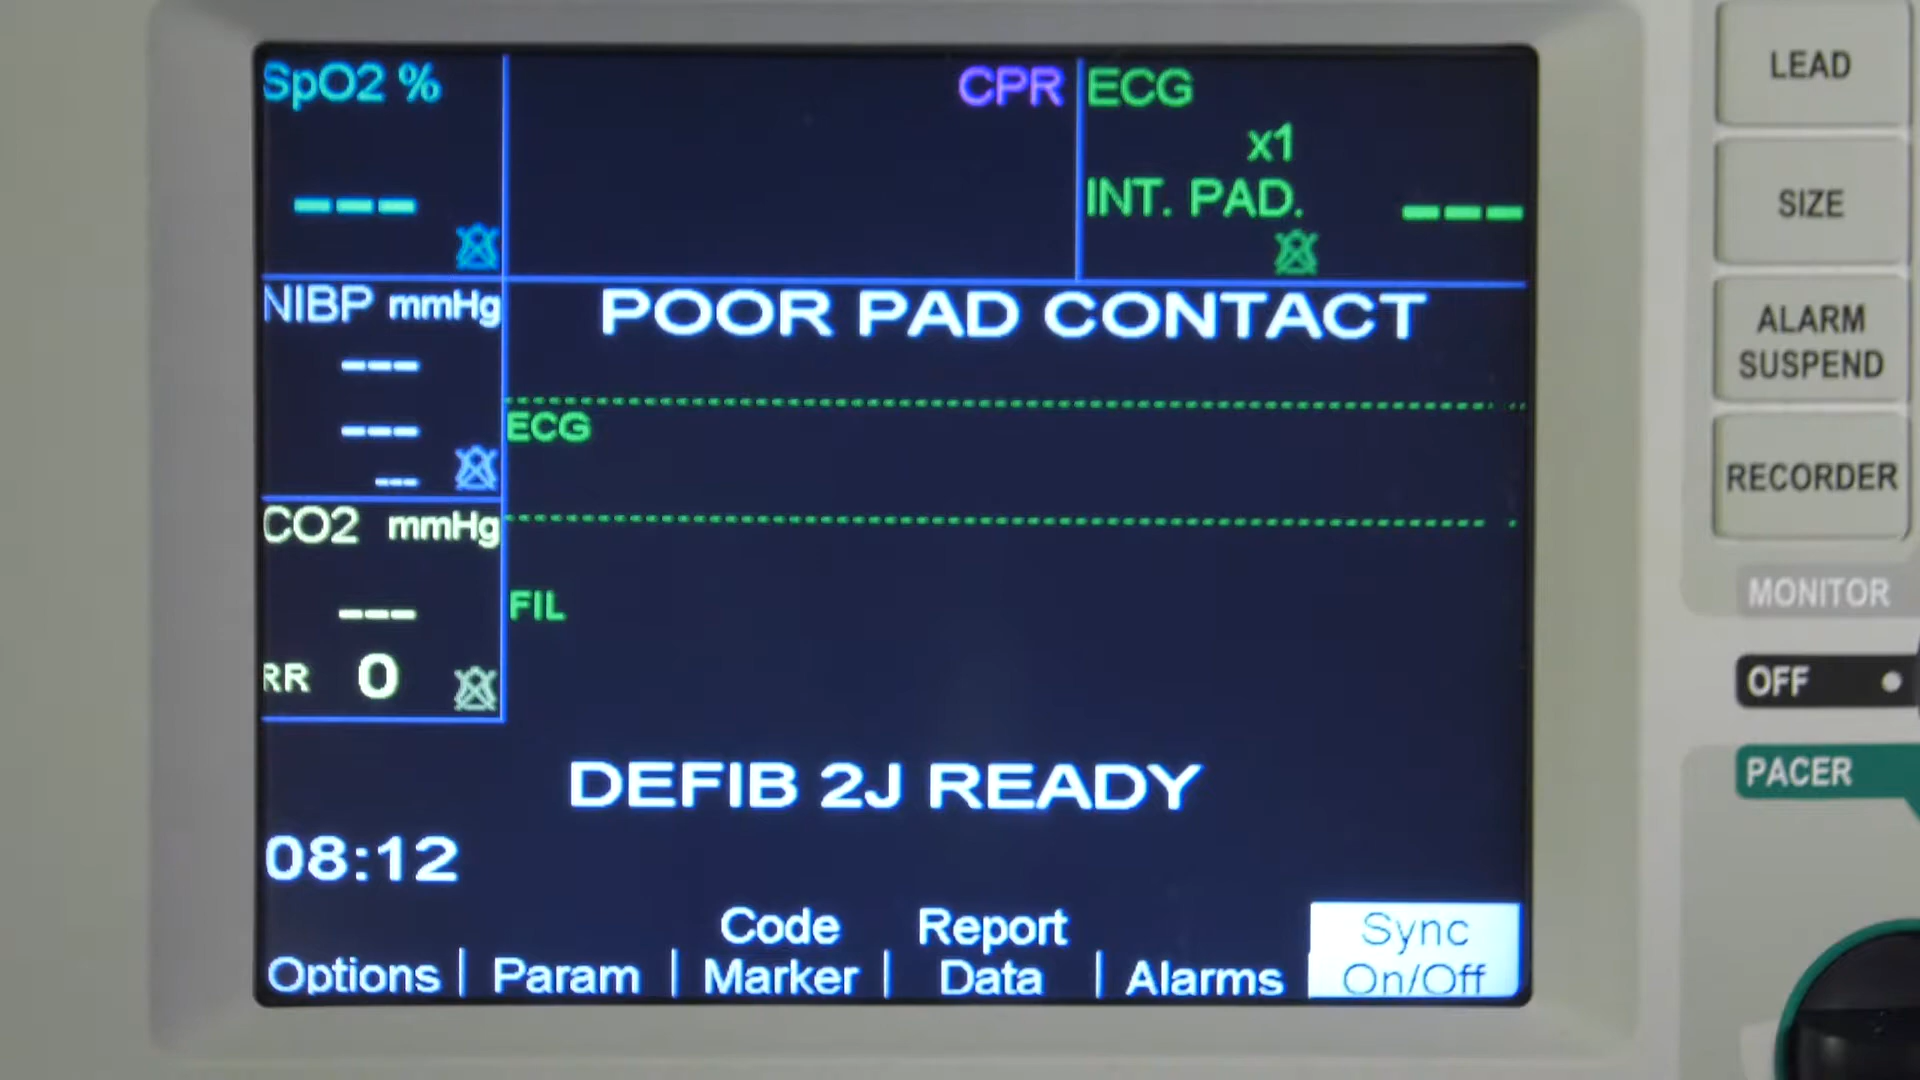 SpO2 %
---
CPR
ECG
x1
INT. PAD.
---
NIBP mmHg
---
---
---
POOR PAD CONTACT
ECG
CO2 mmHg
---
RR 0
FIL
DEFIB 2J READY
08:12
Options
Param
Code
Marker
Report
Data
Alarms
Sync
On/Off
LEAD
SIZE
ALARM
SUSPEND
RECORDER
MONITOR
OFF
PACER